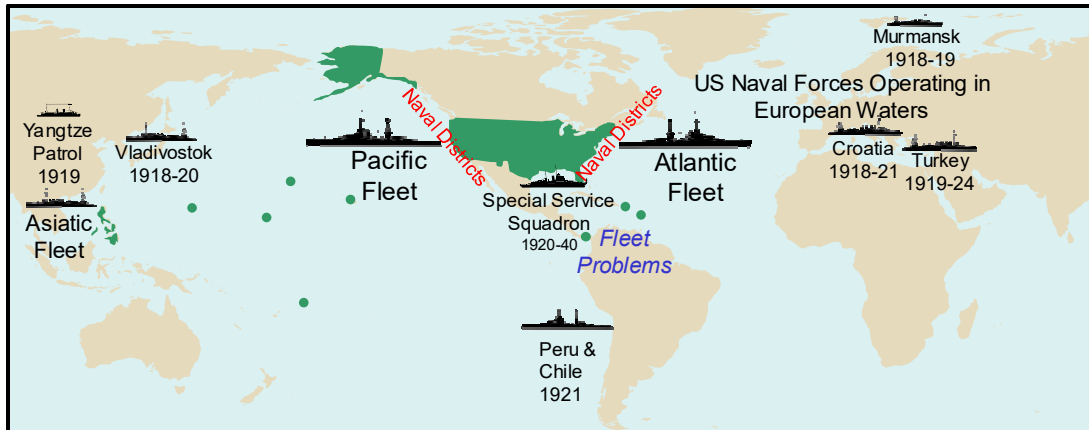 Murmansk
1918-19
US Naval Forces Operating in
European Waters
Yangtze
Patrol
1919
Vladivostok
1918-20
Naval Districts
Naval Districts
Pacific
Fleet
Atlantic
Fleet
Croatia
1918-21
Turkey
1919-24
Asiatic
Fleet
Special Service
Squadron
1920-40
Fleet
Problems
Peru &
Chile
1921